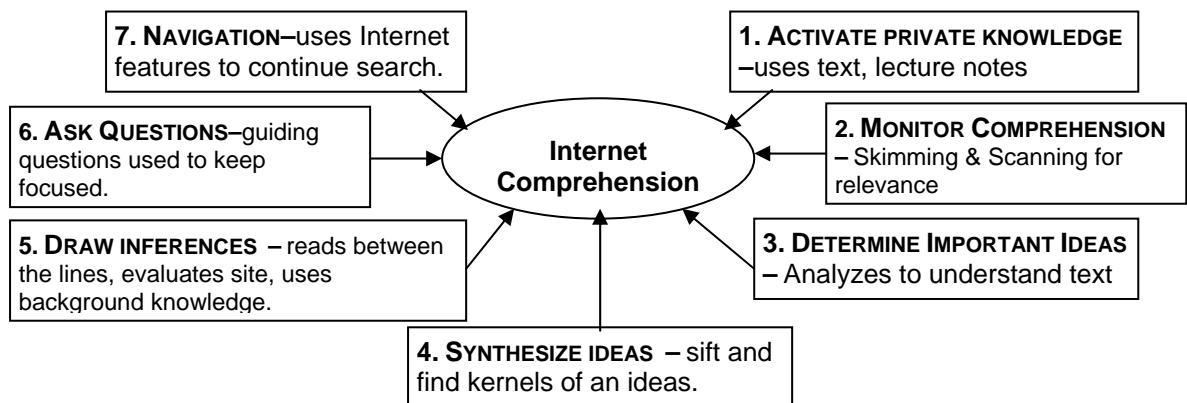 7. NAVIGATION–uses Internet
features to continue search.
1. ACTIVATE PRIVATE KNOWLEDGE
–uses text, lecture notes
6. ASK QUESTIONS–guiding
questions used to keep
focused.
Internet
Comprehension
2. MONITOR COMPREHENSION
– Skimming & Scanning for
relevance
5. DRAW INFERENCES – reads between
the lines, evaluates site, uses
background knowledge.
3. DETERMINE IMPORTANT IDEAS
– Analyzes to understand text
4. SYNTHESIZE IDEAS – sift and
find kernels of an ideas.